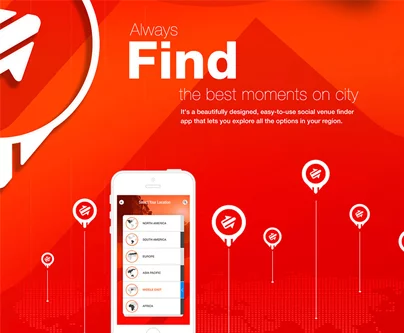 Always
Find
the best moments on city
It's a beautifully designed, easy-to-use social venue finder
app that lets you explore all the options in your region.
NORTH AMERICA
SOUTH AMERICA
EUROPE
ASIA PACIFIC
MIDDLE EAST
AFRICA